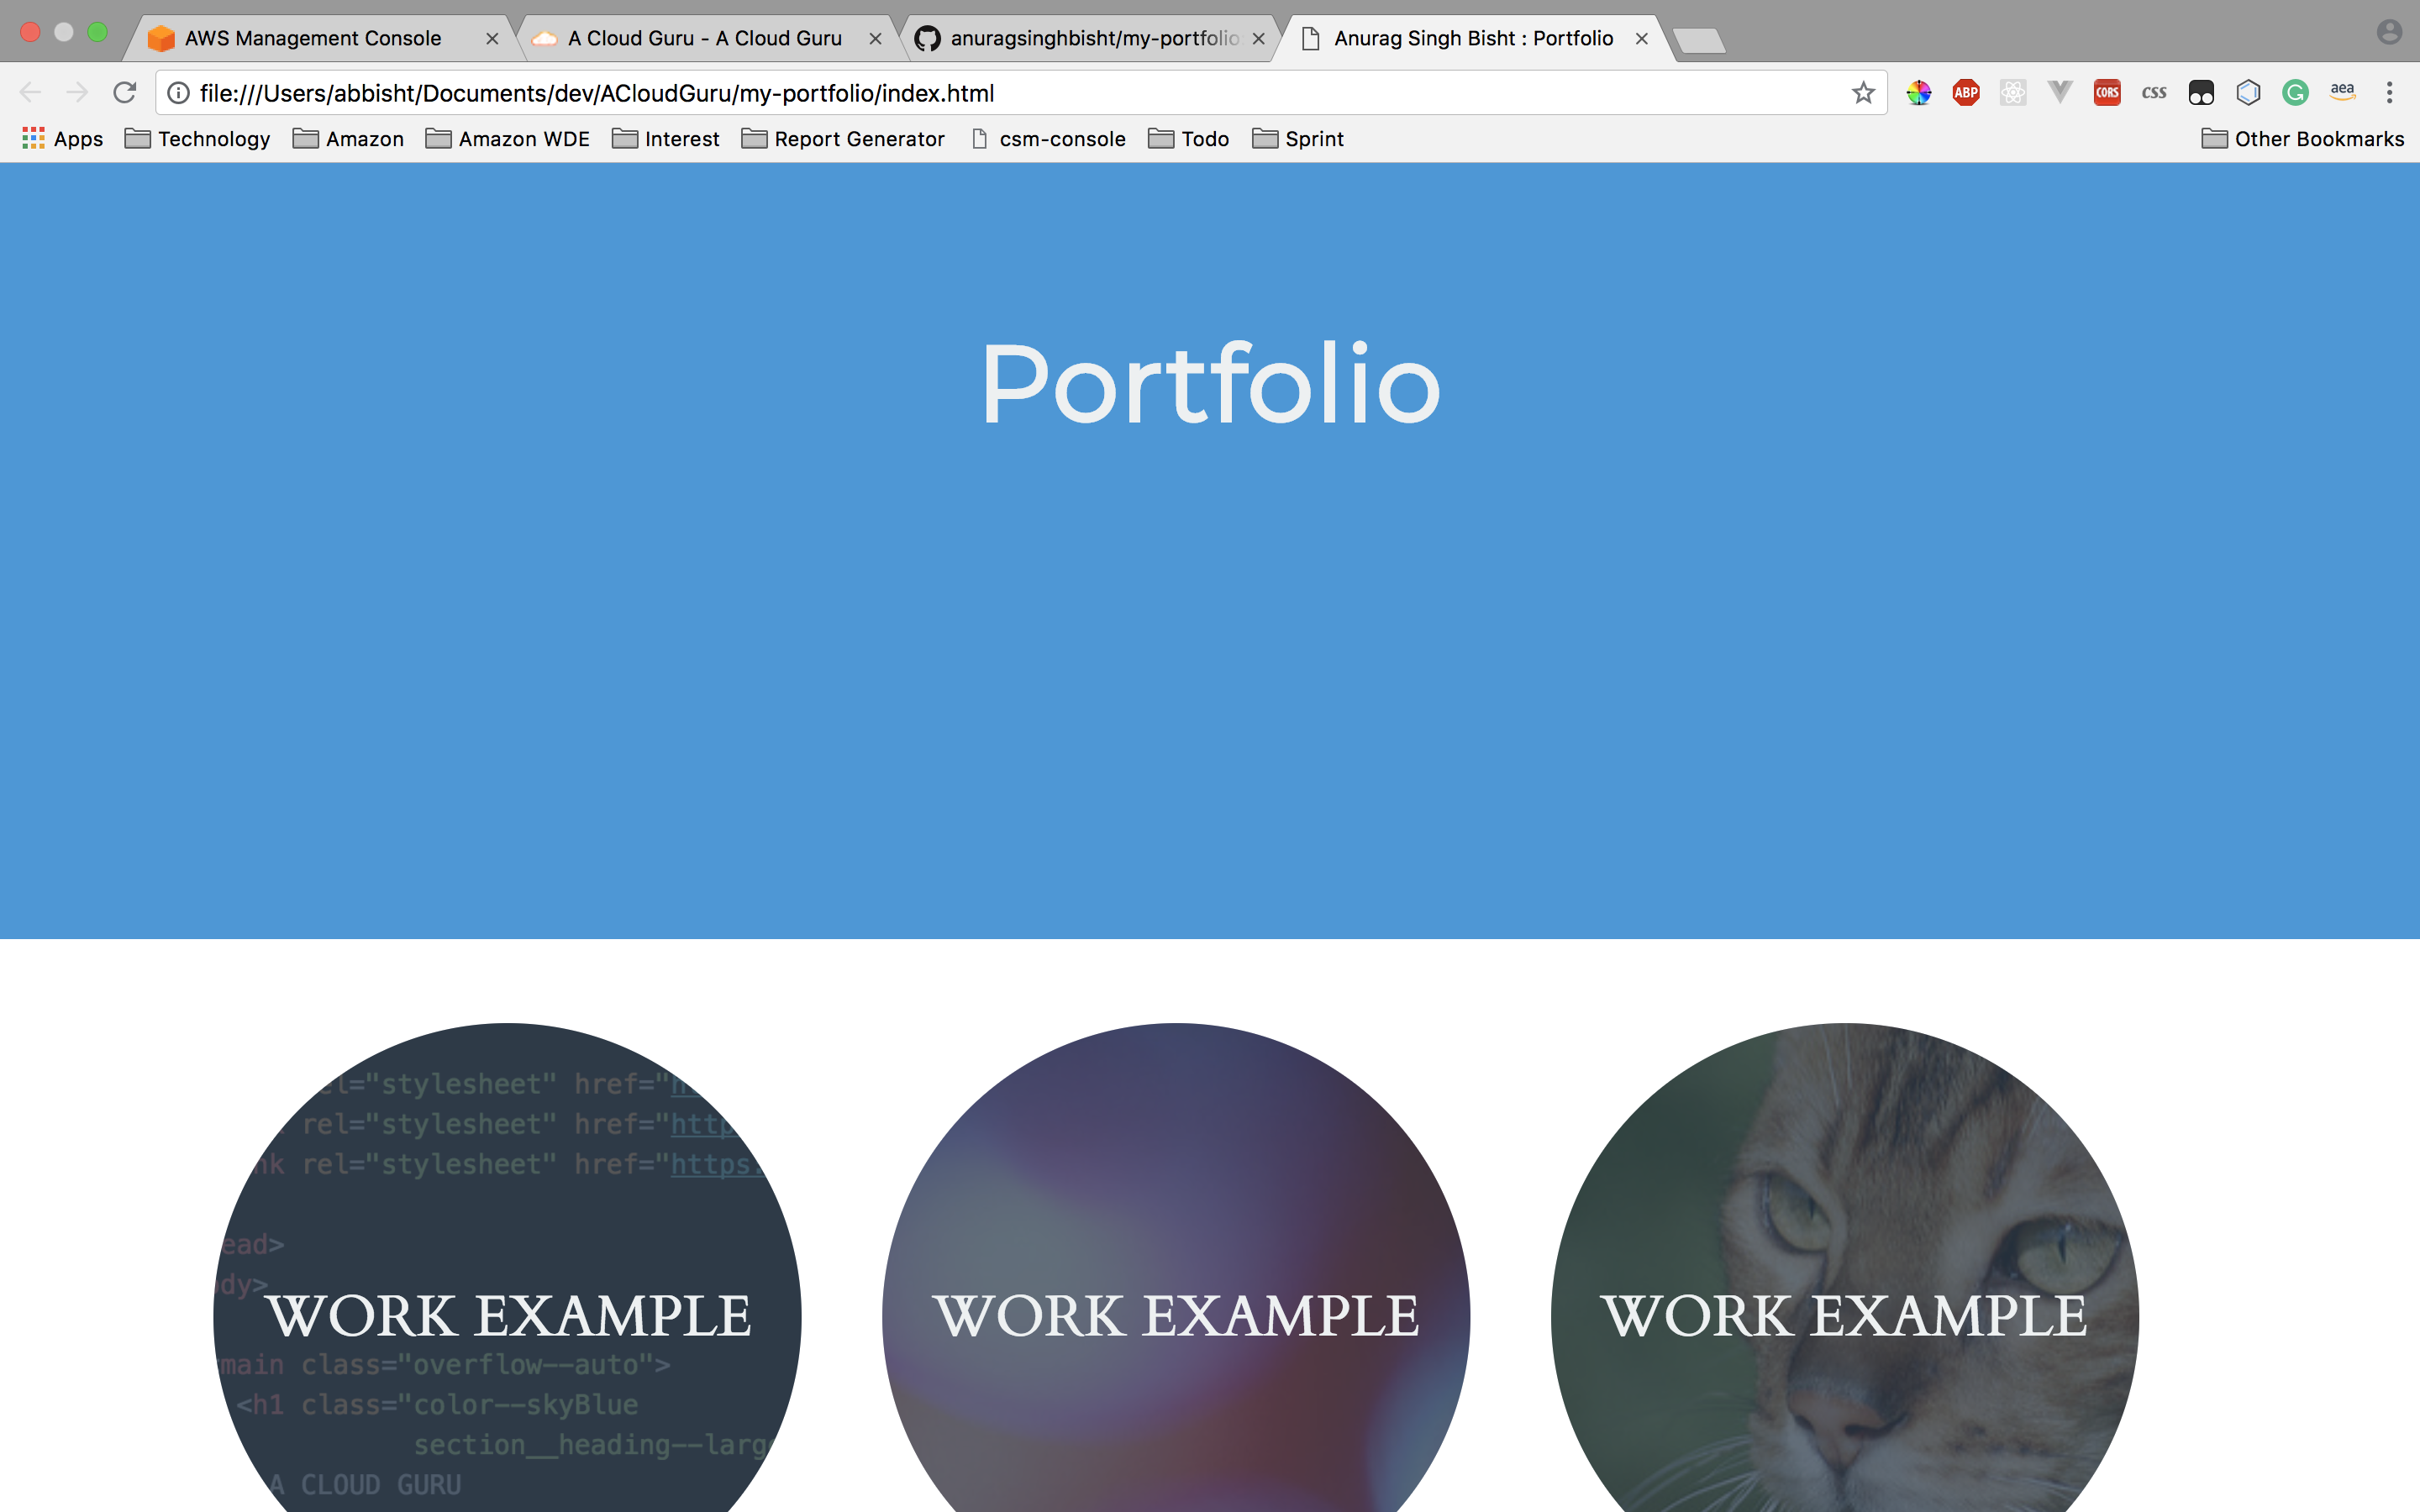 AWS Management Console
A Cloud Guru - A Cloud Guru
anuragsinghbisht/my-portfolio
Anurag Singh Bisht : Portfolio
file:///Users/abbisht/Documents/dev/ACloudGuru/my-portfolio/index.html
ABP
CORS
css
aea
Apps
Technology
Amazon
Amazon WDE
Interest
Report Generator
csm-console
Todo
Sprint
Other Bookmarks
Portfolio
rel="stylesheet" href="
rel="stylesheet" href="http
rel="stylesheet" href="https:
ead>
dy>
WORK EXAMPLE
main class="overflow--auto">
<h1 class="color--skyBlue
section__heading--larg
A CLOUD GURU
WORK EXAMPLE
WORK EXAMPLE